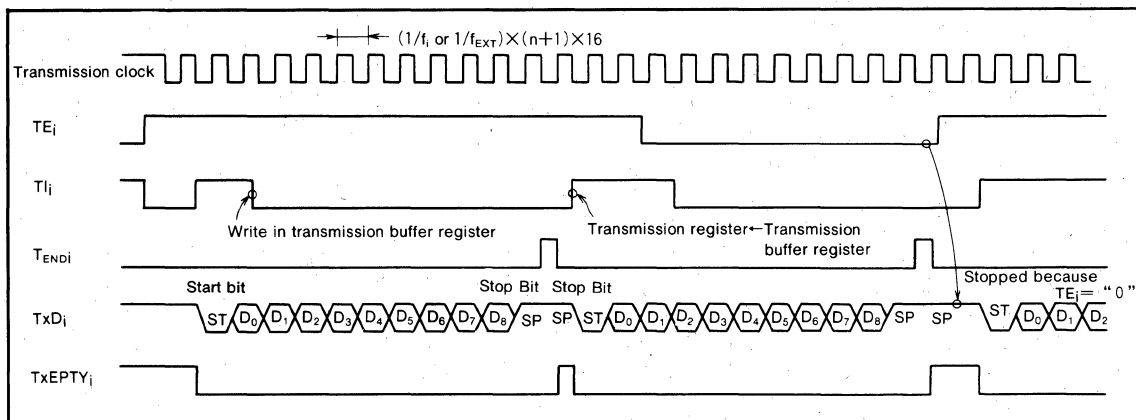 (1/fi or 1/fEXT)×(n+1)×16
Transmission clock
TEi
TIi
Write in transmission buffer register
Transmission register←Transmission
buffer register
TENDi
Start bit
Stop Bit
Stop Bit
Stopped because
TEi= "0"
TxDi
ST D0 D1 D2 D3 D4 D5 D6 D7 D8 SP SP ST D0 D1 D2 D3 D4 D5 D6 D7 D8 SP SP ST D0 D1 D2
TxEPTYi